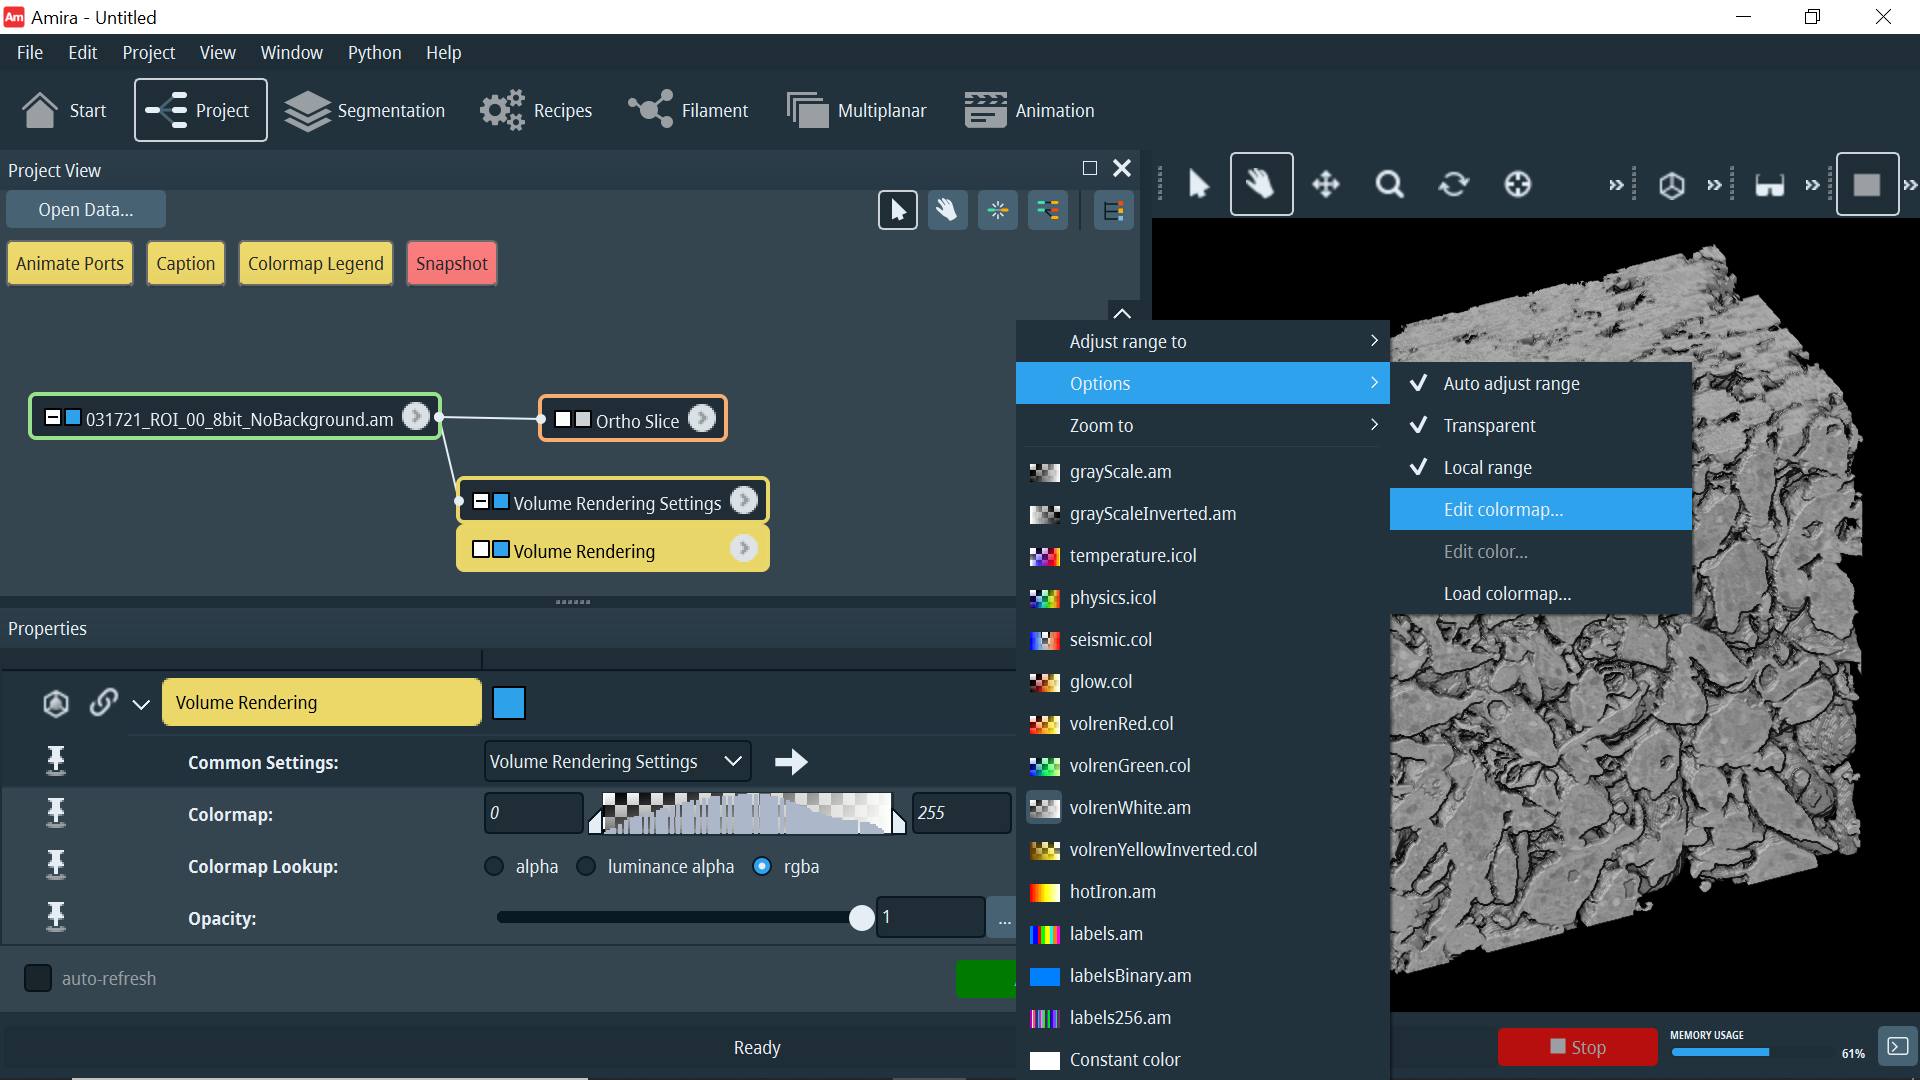 Am Amira - Untitled
File Edit Project View Window Python Help
Start Project Segmentation Recipes Filament Multiplanar Animation
Project View
Open Data...
Animate Ports Caption Colormap Legend Snapshot
031721_ROI_00_8bit_NoBackground.am
Ortho Slice
Volume Rendering Settings
Volume Rendering
Properties
Volume Rendering
Common Settings: Volume Rendering Settings
Colormap: 0 255
Colormap Lookup: alpha luminance alpha rgba
Opacity: 1 ...
auto-refresh
Ready
Adjust range to
Options
Zoom to
grayScale.am
grayScaleInverted.am
temperature.icol
physics.icol
seismic.col
glow.col
volrenRed.col
volrenGreen.col
volrenWhite.am
volrenYellowInverted.col
hotIron.am
labels.am
labelsBinary.am
labels256.am
Constant color
Auto adjust range
Transparent
Local range
Edit colormap...
Edit color...
Load colormap...
Stop
MEMORY USAGE
61%